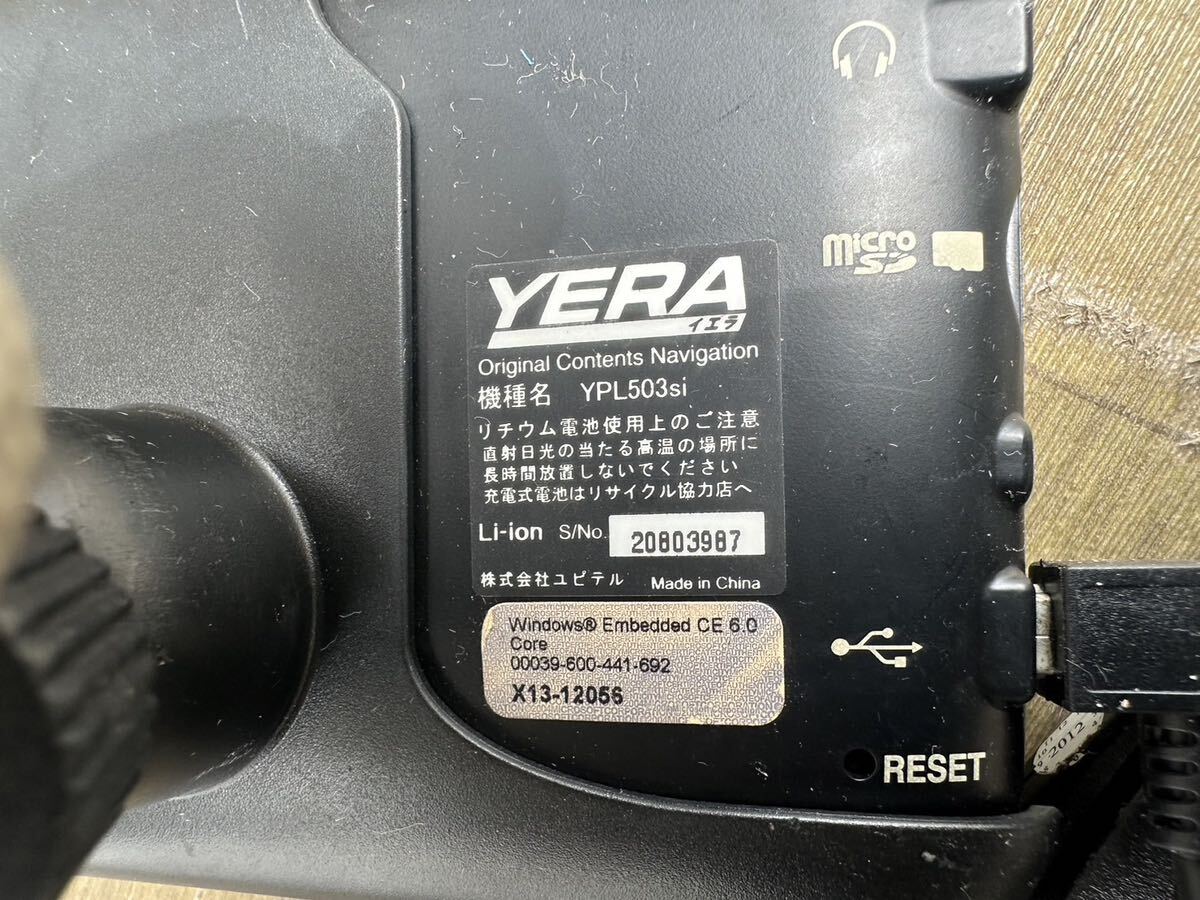 micro
SD
YERA
イエラ
Original Contents Navigation
機種名 YPL503si
リチウム電池使用上のご注意
直射日光の当たる高温の場所に
長時間放置しないでください
充電式電池はリサイクル協力店へ
Li-ion S/No. 20803987
株式会社ユピテル Made in China
Windows® Embedded CE 6.0
Core
00039-600-441-692
X13-12056
RESET
2012